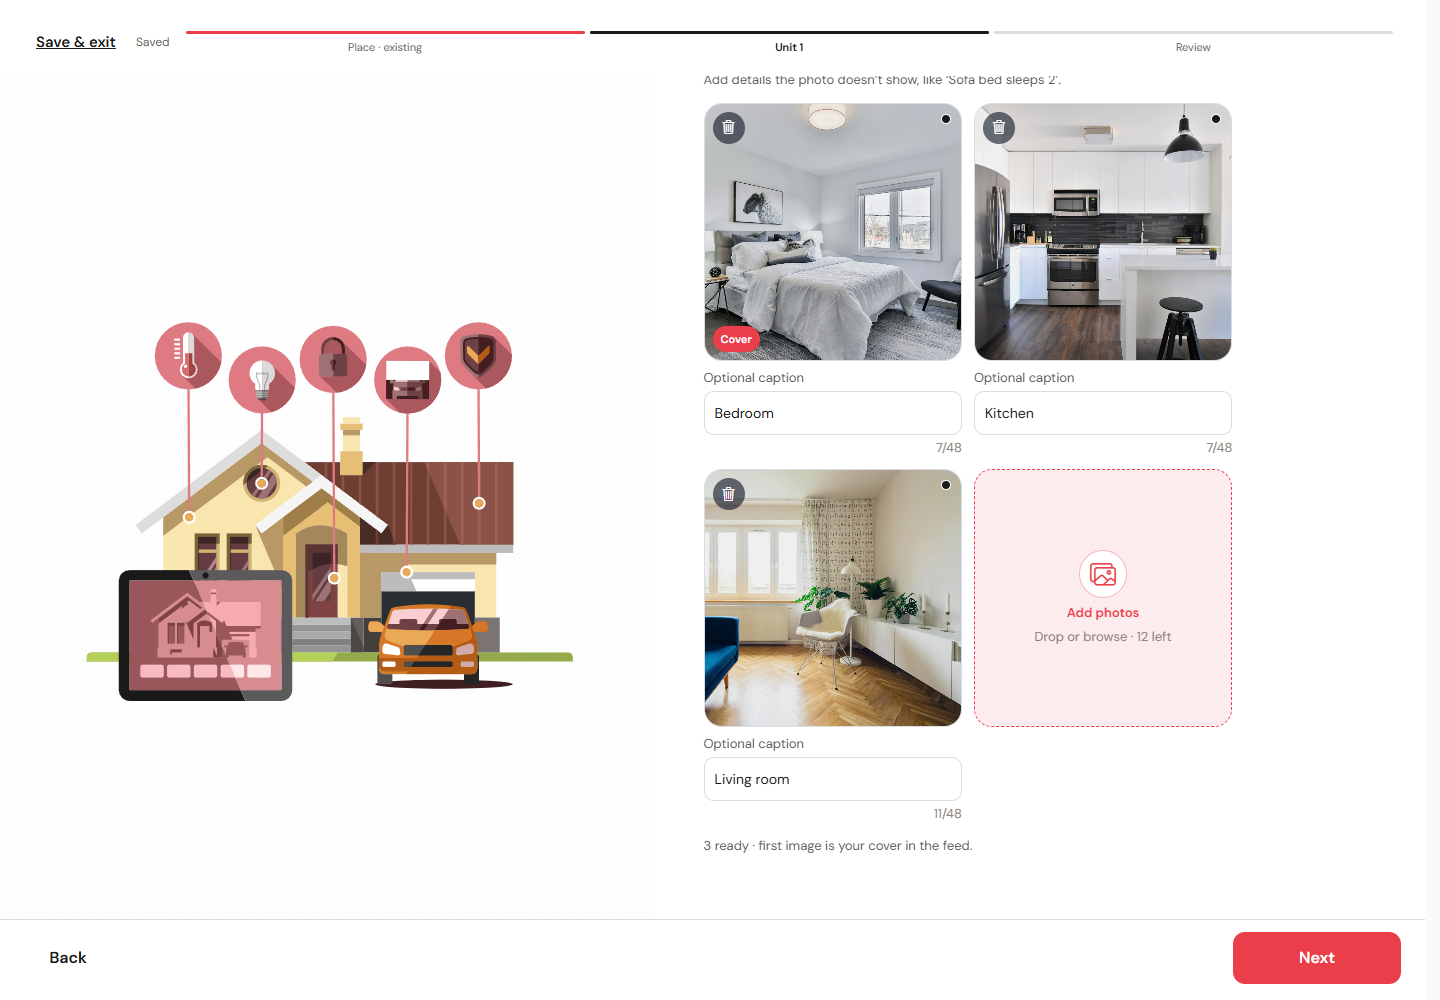 Save & exit
Saved
Place · existing
Unit 1
Review
Add details the photo doesn't show, like 'Sofa bed sleeps 2'.
Cover
Optional caption
Optional caption
Bedroom
Kitchen
7/48
7/48
Add photos
Drop or browse · 12 left
Optional caption
Living room
11/48
3 ready · first image is your cover in the feed.
Back
Next